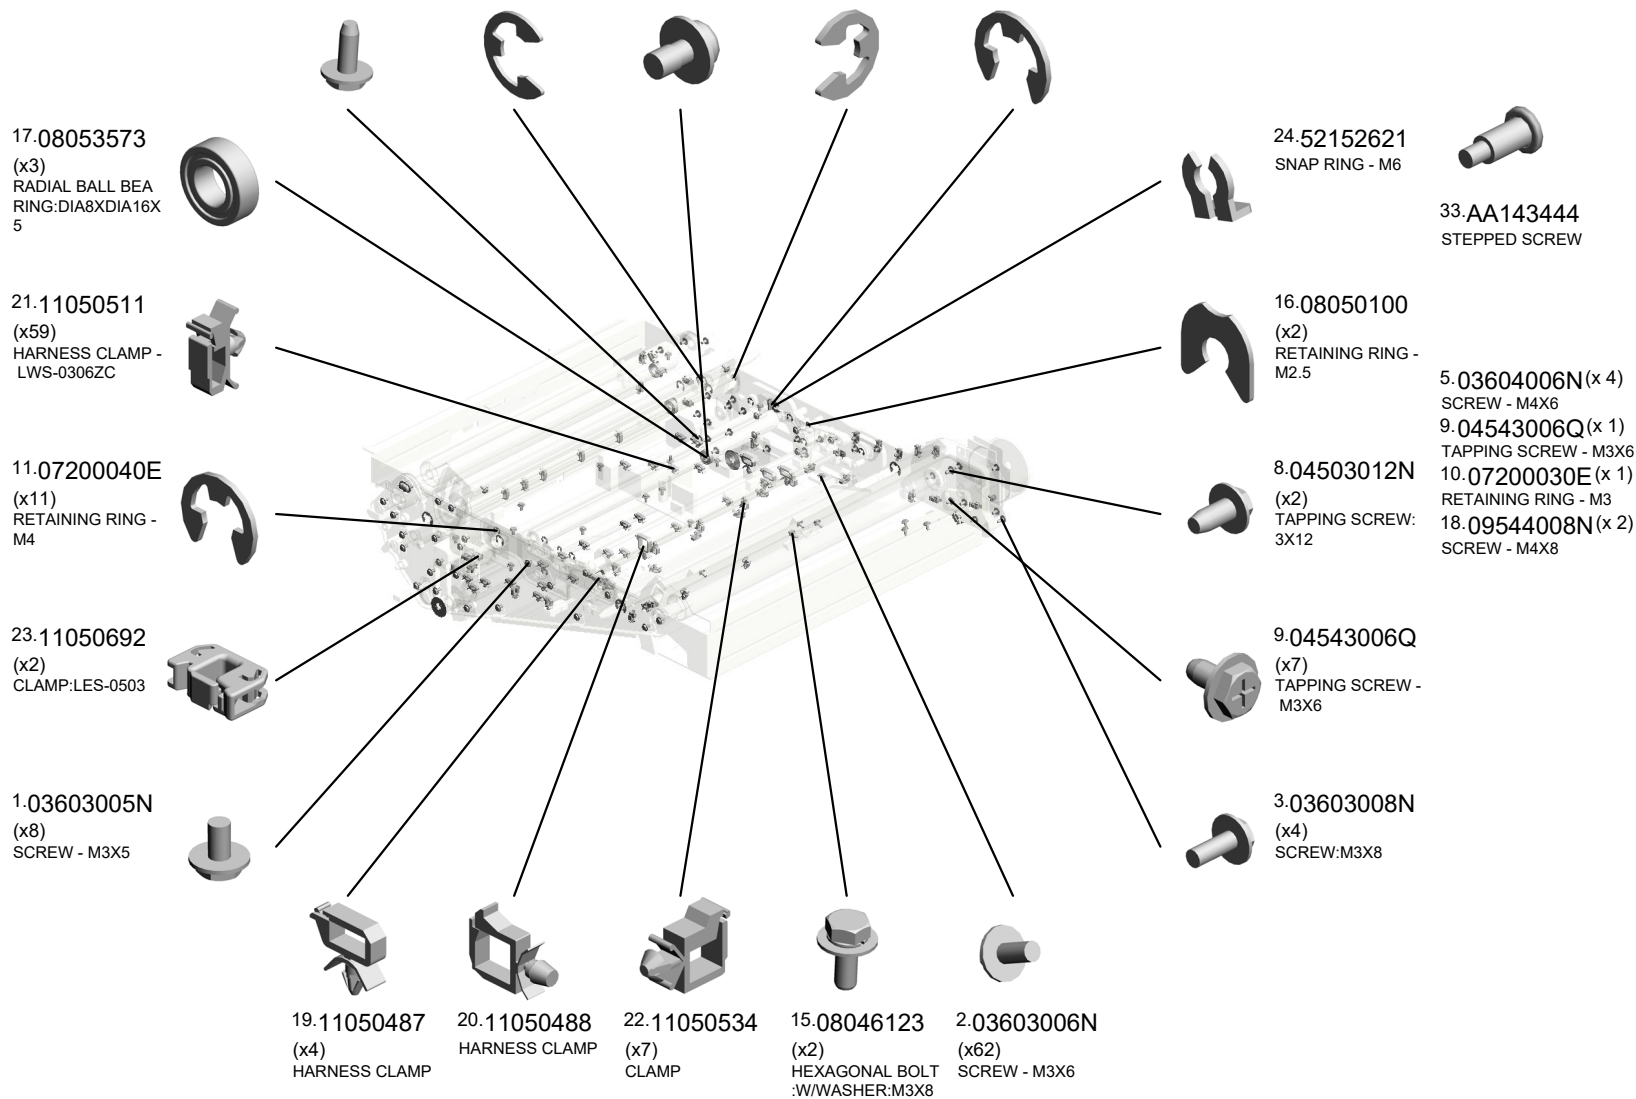 17.08053573
(x3)
RADIAL BALL BEA
RING:DIA8XDIA16X
5
21.11050511
(x59)
HARNESS CLAMP -
LWS-0306ZC
11.07200040E
(x11)
RETAINING RING -
M4
23.11050692
(x2)
CLAMP:LES-0503
1.03603005N
(x8)
SCREW - M3X5
19.11050487
(x4)
HARNESS CLAMP
20.11050488
HARNESS CLAMP
22.11050534
(x7)
CLAMP
15.08046123
(x2)
HEXAGONAL BOLT
:W/WASHER:M3X8
2.03603006N
(x62)
SCREW - M3X6
24.52152621
SNAP RING - M6
16.08050100
(x2)
RETAINING RING -
M2.5
8.04503012N
(x2)
TAPPING SCREW:
3X12
9.04543006Q
(x7)
TAPPING SCREW -
M3X6
3.03603008N
(x4)
SCREW:M3X8
33.AA143444
STEPPED SCREW
5.03604006N(x 4)
SCREW - M4X6
9.04543006Q(x 1)
TAPPING SCREW - M3X6
10.07200030E(x 1)
RETAINING RING - M3
18.09544008N(x 2)
SCREW - M4X8